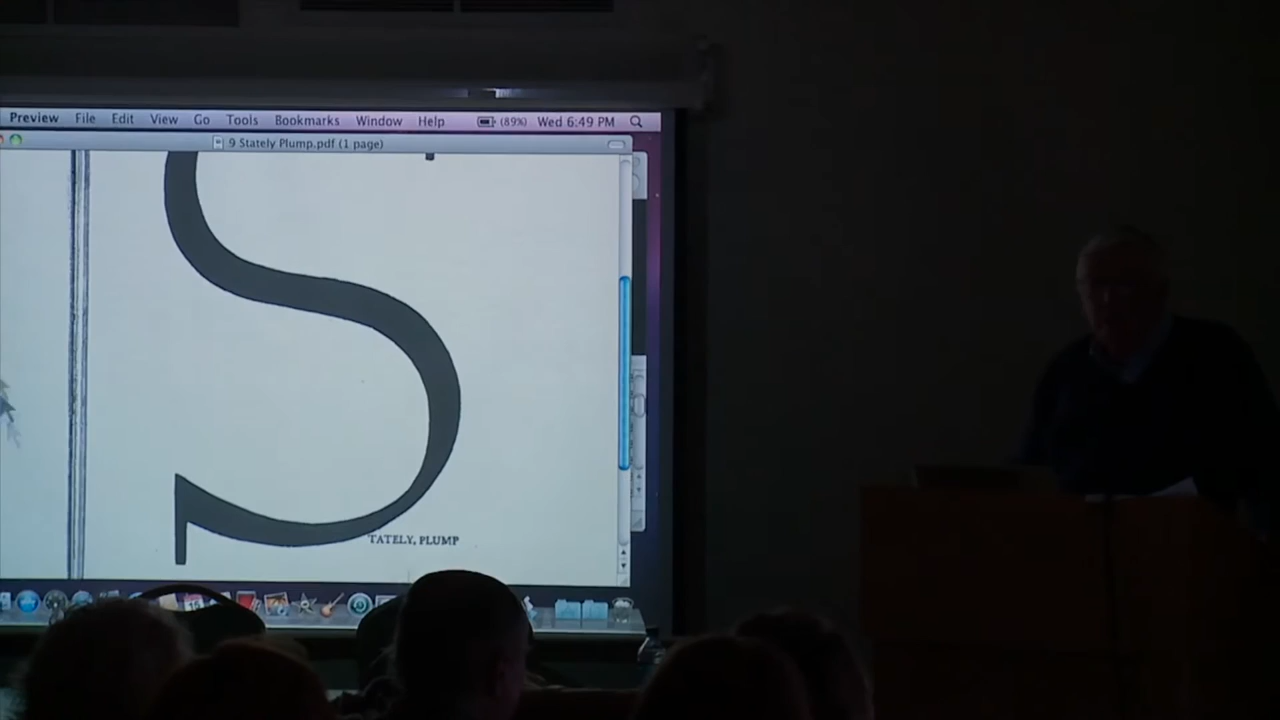 Preview File Edit View Go Tools Bookmarks Window Help (89%) Wed 6:49 PM
9 Stately Plump.pdf (1 page)
S
TATELY, PLUMP